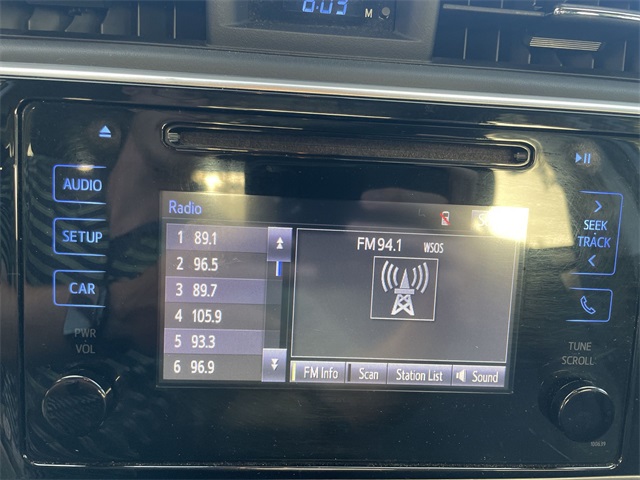 8:03 M
AUDIO
SETUP
CAR
PWR
VOL
Radio
1 89.1
2 96.5
3 89.7
4 105.9
5 93.3
6 96.9
FM 94.1 WSOS
FM Info Scan Station List Sound
SEEK
TRACK
TUNE
SCROLL